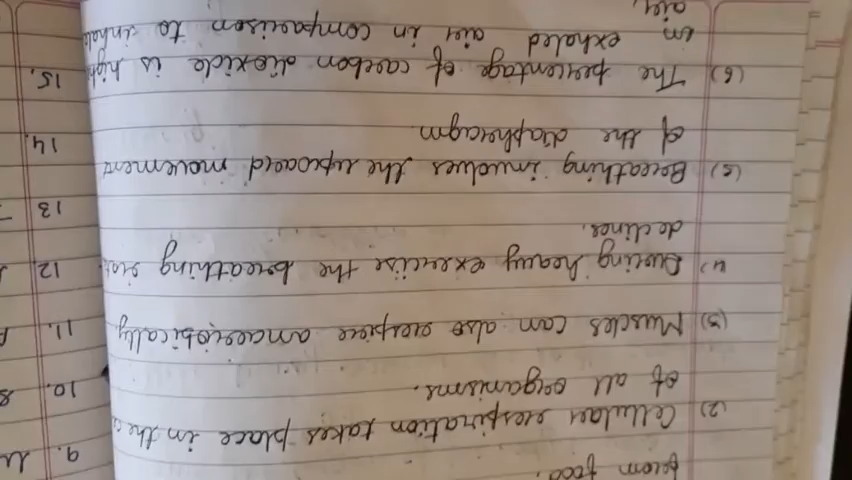 from food.
(2) Cellular respiration takes place in the
of all organisms.
(3) Muscles can also respire anaerobically
4) During heavy exercise the breathing
declines.
(5) Breathing involves the upward movement
of the diaphragm.
(6) The percentage of carbon dioxide is high
in exhaled air in comparison to
air.
9.
10.
11.
12.
13
14.
15.